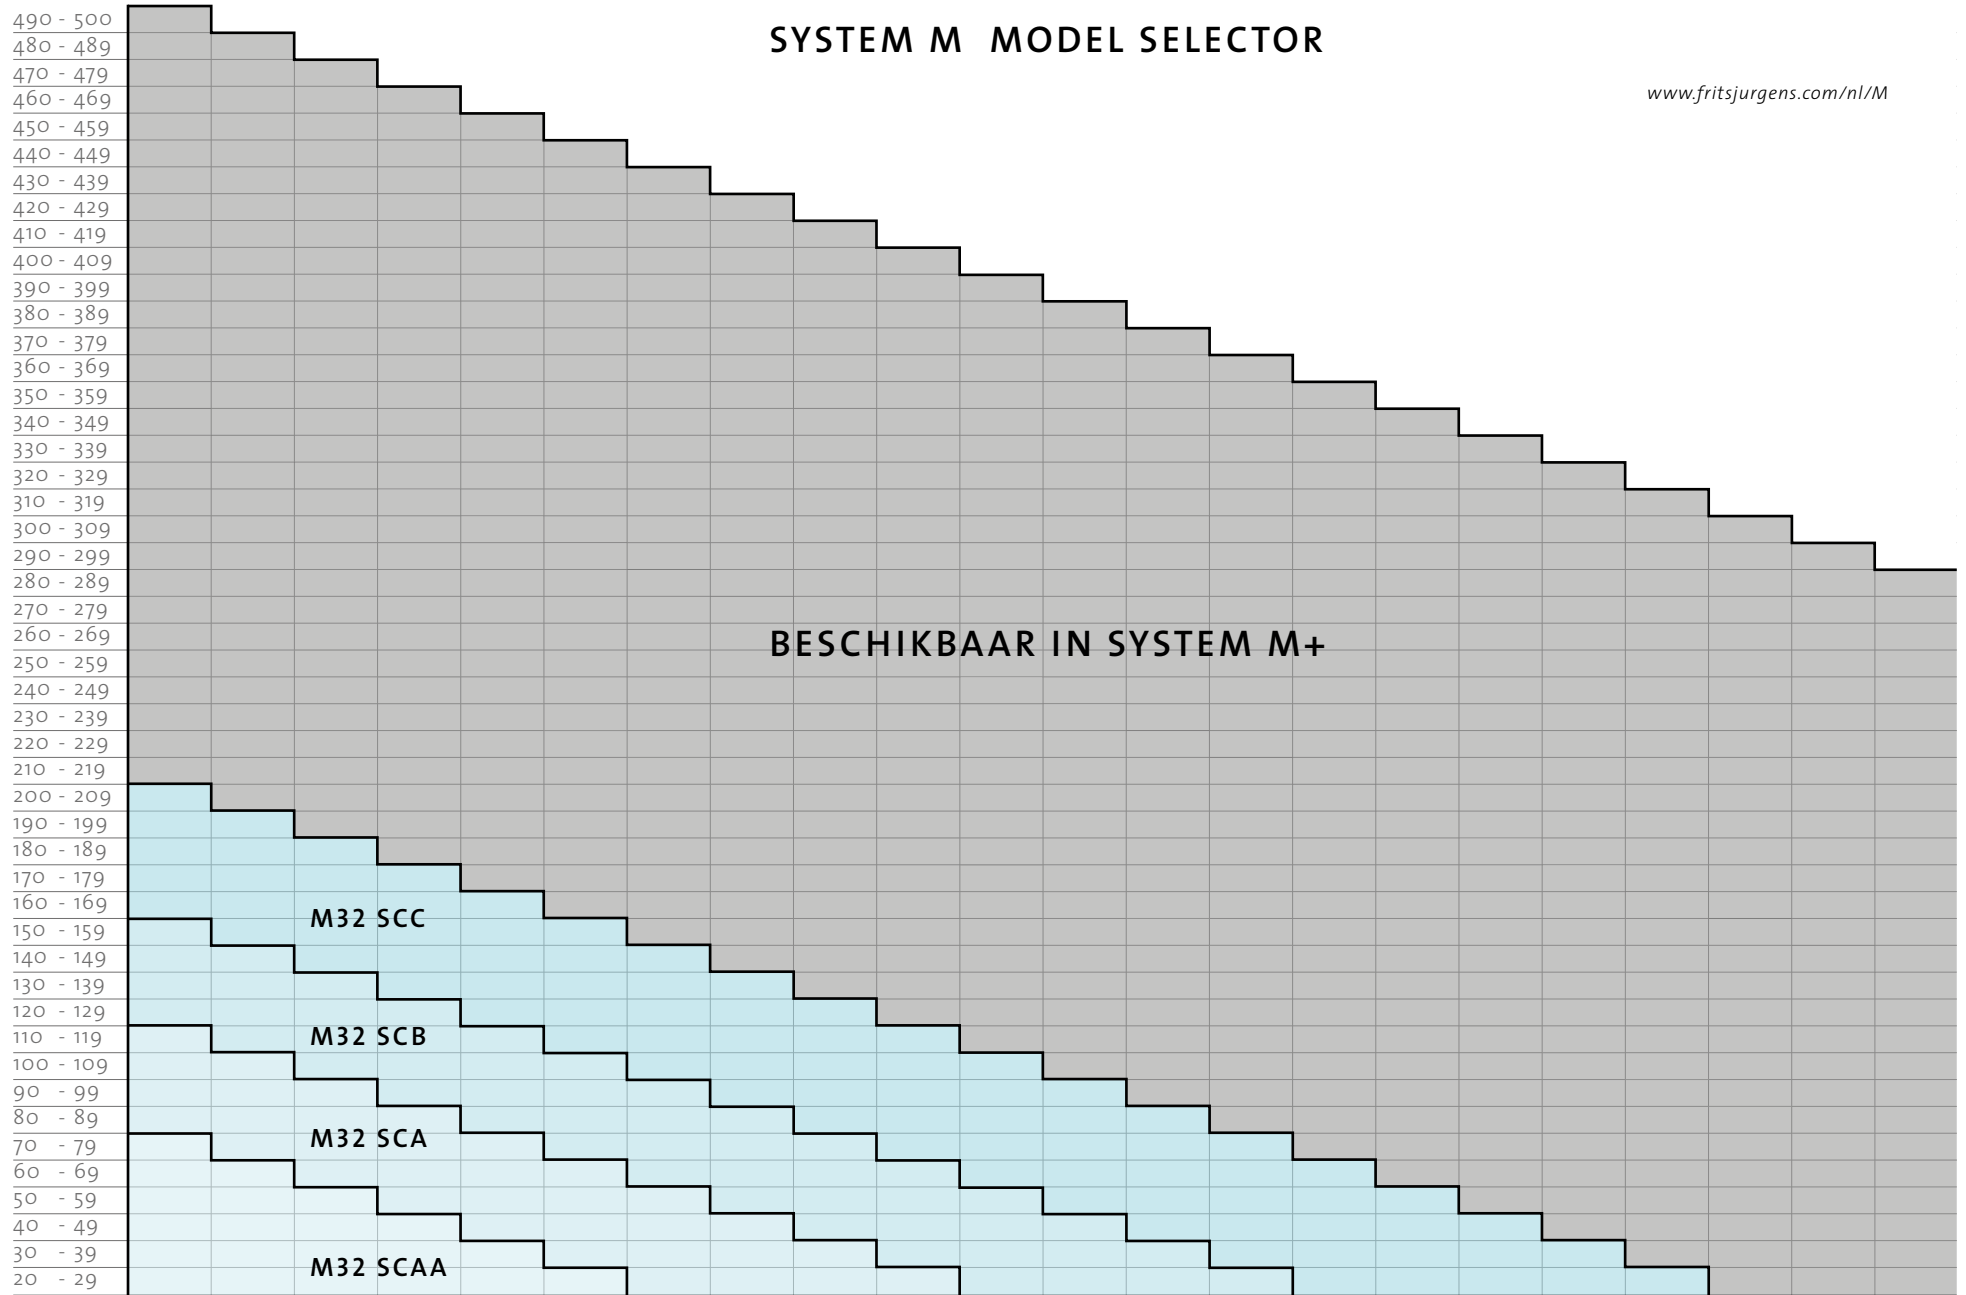 SYSTEM M MODEL SELECTOR
www.fritsjurgens.com/nl/M
490 - 500
480 - 489
470 - 479
460 - 469
450 - 459
440 - 449
430 - 439
420 - 429
410 - 419
400 - 409
390 - 399
380 - 389
370 - 379
360 - 369
350 - 359
340 - 349
330 - 339
320 - 329
310 - 319
300 - 309
290 - 299
280 - 289
270 - 279
260 - 269
250 - 259
240 - 249
230 - 239
220 - 229
210 - 219
200 - 209
190 - 199
180 - 189
170 - 179
160 - 169
150 - 159
140 - 149
130 - 139
120 - 129
110 - 119
100 - 109
90 - 99
80 - 89
70 - 79
60 - 69
50 - 59
40 - 49
30 - 39
20 - 29
BESCHIKBAAR IN SYSTEM M+
M32 SCC
M32 SCB
M32 SCA
M32 SCAA